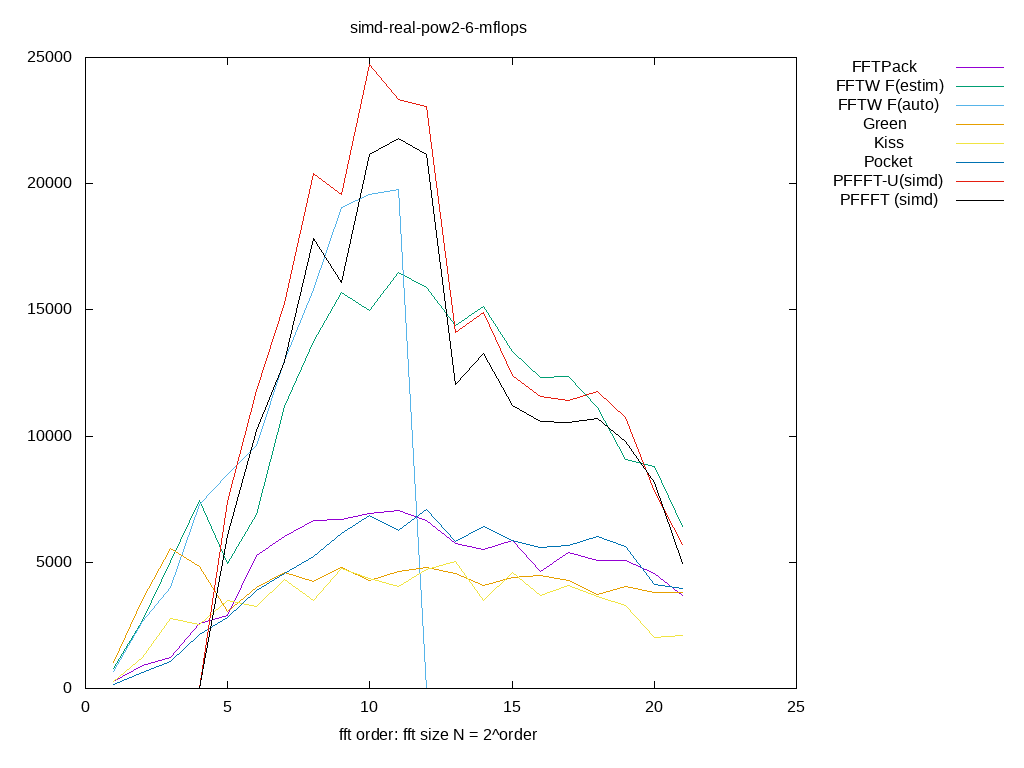 simd-real-pow2-6-mflops
25000
20000
15000
10000
5000
0
0 5 10 15 20 25
fft order: fft size N = 2^order
FFTPack
FFTW F(estim)
FFTW F(auto)
Green
Kiss
Pocket
PFFFT-U(simd)
PFFFT (simd)